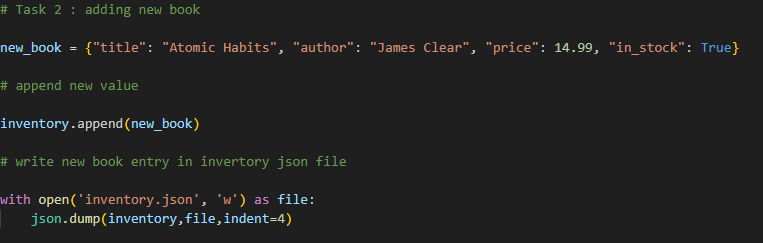 # Task 2 : adding new book
new_book = {"title": "Atomic Habits", "author": "James Clear", "price": 14.99, "in_stock": True}
# append new value
inventory.append(new_book)
# write new book entry in invertory json file
with open('inventory.json', 'w') as file:
    json.dump(inventory,file,indent=4)